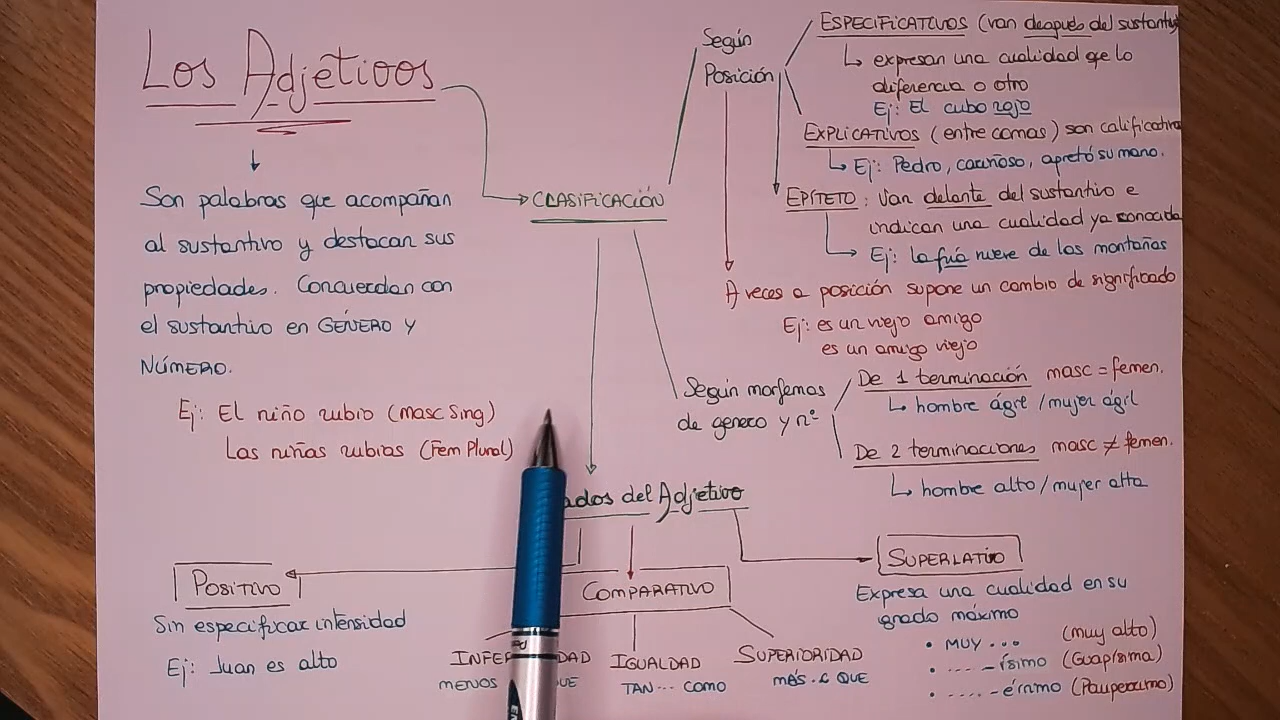 Los Adjetivos
Son palabras que acompañan
al sustantivo y destacan sus
propiedades. Concuerdan con
el sustantivo en GÉNERO Y
NÚMERO.
Ej: El niño rubio (masc Sing)
Las niñas rubias (Fem Plural)
CLASIFICACIÓN
Según
Posición
ESPECIFICATIVOS (van después del sustantiv
expresan una cualidad que lo
diferencia a otro
Ej: El cubo rojo
EXPLICATIVOS (entre comas) son calificativ
Ej: Pedro, cariñoso, apretó su mano.
EPÍTETO: Van delante del sustantivo e
indican una cualidad ya conocida
Ej: la fría nieve de las montañas
A veces a posición supone un cambio de significado
Ej: es un viejo amigo
es un amigo viejo
Según morfemas
de genero y nº
De 1 terminación masc = femen.
hombre ágil / mujer ágil
De 2 terminaciones masc ≠ femen.
hombre alto / mujer alta
ados del Adjetivo
POSITIVO
Sin especificar intensidad
Ej: Juan es alto
COMPARATIVO
INFE DAD
MENOS UE
IGUALDAD
TAN... COMO
SUPERIORIDAD
MÁS.. QUE
SUPERLATIVO
Expresa una cualidad en su
grado máximo
• MUY ... (muy alto)
• .....-ísimo (Guapísima)
• .....-érrimo (Pauperrimo)